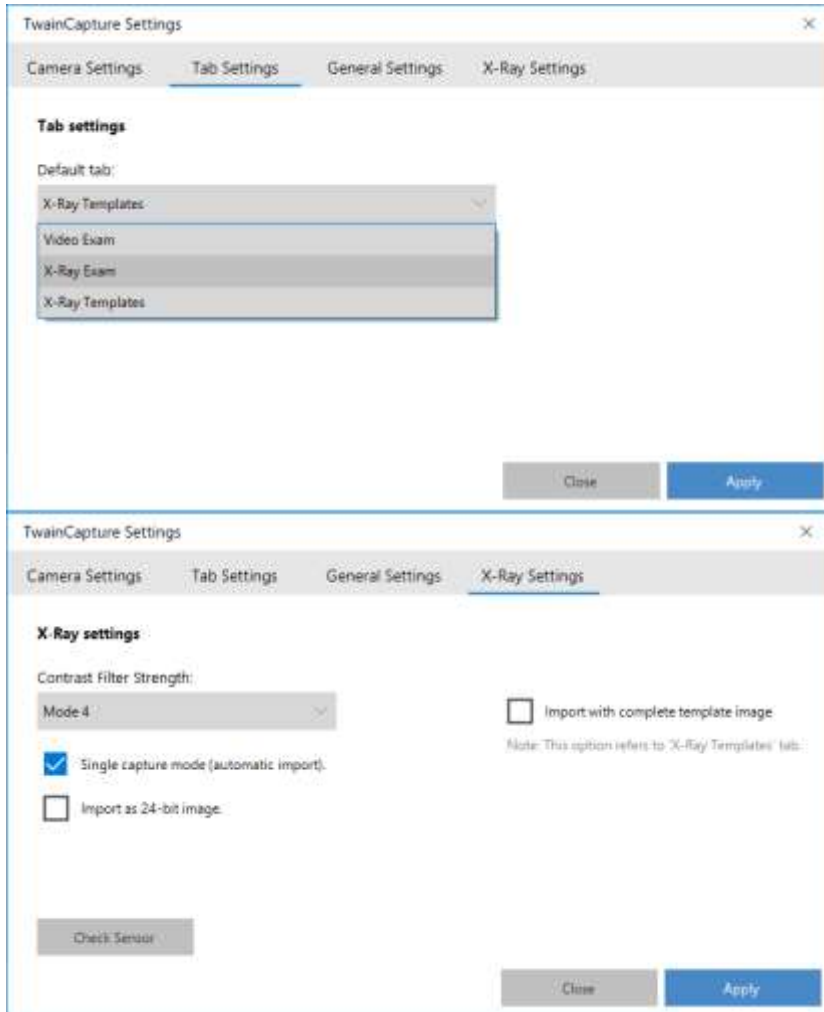 TwainCapture Settings
Camera Settings Tab Settings General Settings X-Ray Settings
Tab settings
Default tab:
X-Ray Templates
Video Exam
X-Ray Exam
X-Ray Templates
Close Apply
TwainCapture Settings
Camera Settings Tab Settings General Settings X-Ray Settings
X-Ray settings
Contrast Filter Strength:
Mode 4
Import with complete template image
Note: This option refers to 'X-Ray Templates' tab.
Single capture mode (automatic import).
Import as 24-bit image.
Check Sensor
Close Apply